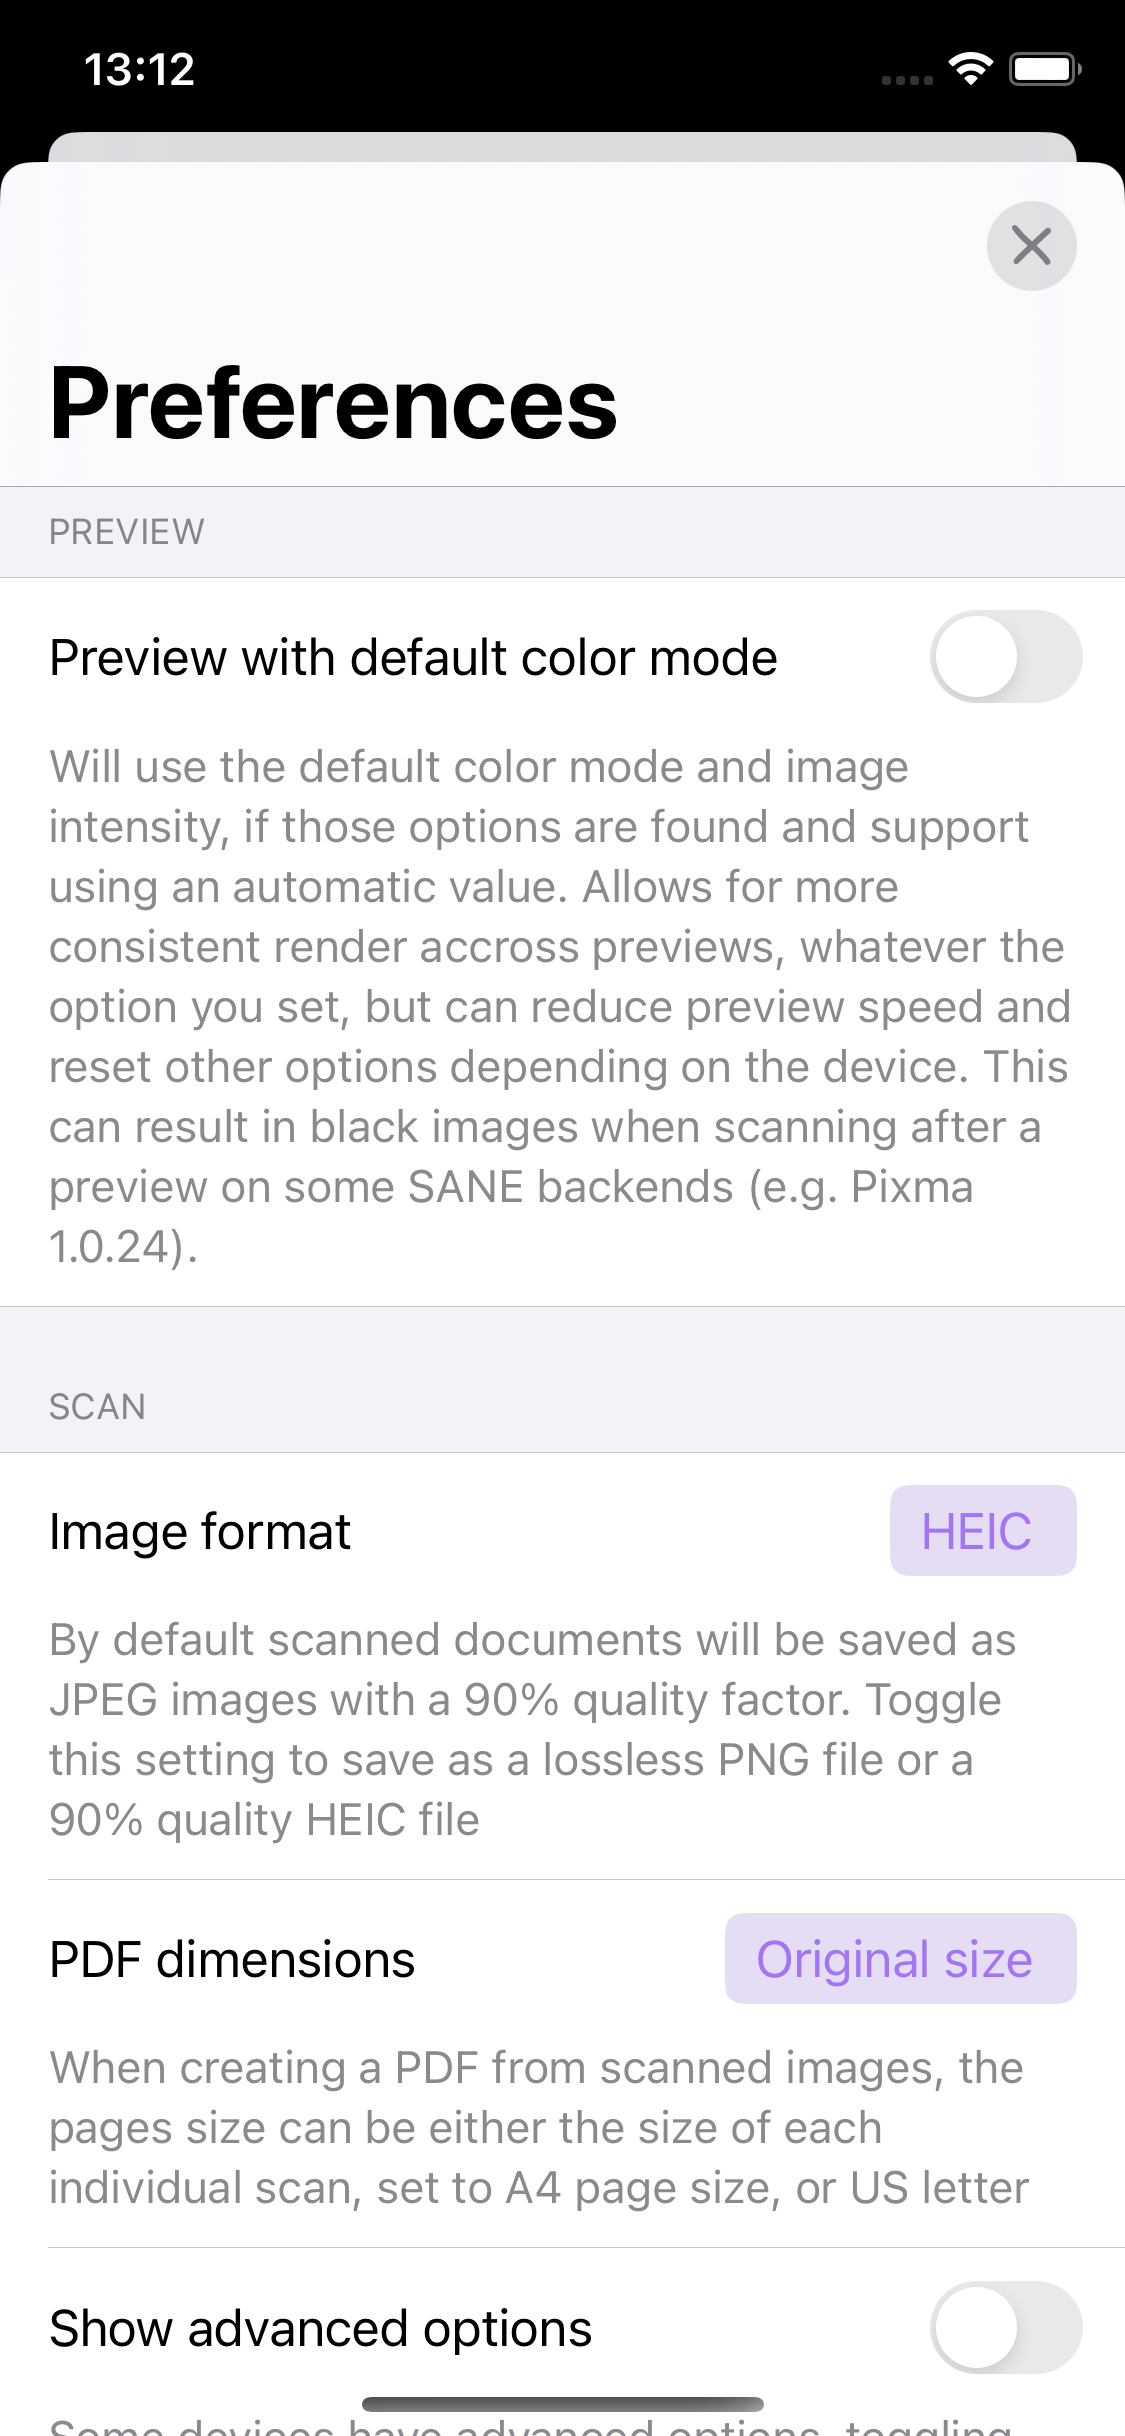 13:12
Preferences
PREVIEW
Preview with default color mode
Will use the default color mode and image
intensity, if those options are found and support
using an automatic value. Allows for more
consistent render accross previews, whatever the
option you set, but can reduce preview speed and
reset other options depending on the device. This
can result in black images when scanning after a
preview on some SANE backends (e.g. Pixma
1.0.24).
SCAN
Image format
HEIC
By default scanned documents will be saved as
JPEG images with a 90% quality factor. Toggle
this setting to save as a lossless PNG file or a
90% quality HEIC file
PDF dimensions
Original size
When creating a PDF from scanned images, the
pages size can be either the size of each
individual scan, set to A4 page size, or US letter
Show advanced options
Some devices have advanced options, toggling